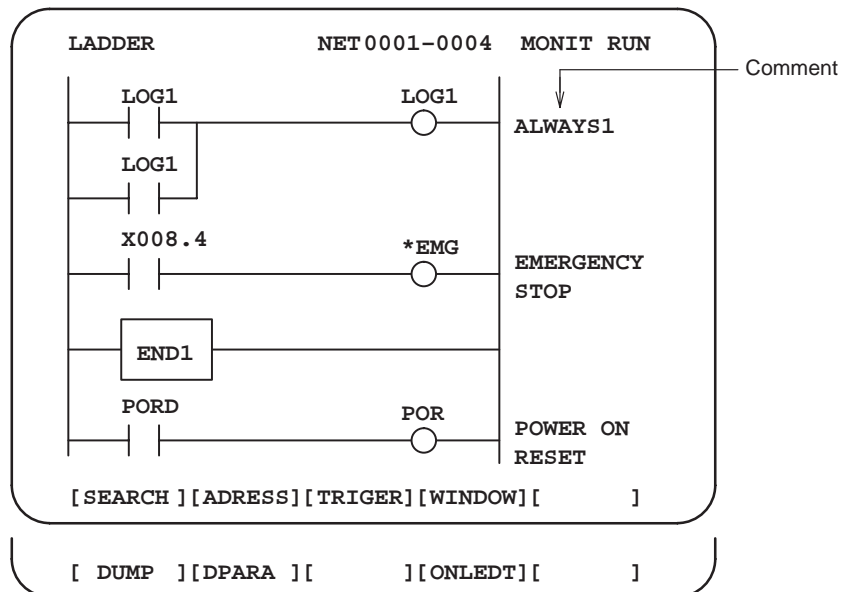 LADDER NET0001–0004 MONIT RUN
Comment
LOG1 LOG1
ALWAYS1
LOG1
X008.4 *EMG
EMERGENCY
STOP
END1
PORD POR
POWER ON
RESET
[SEARCH ][ADRESS][TRIGER][WINDOW][ ]
[ DUMP ][DPARA ][ ][ONLEDT][ ]